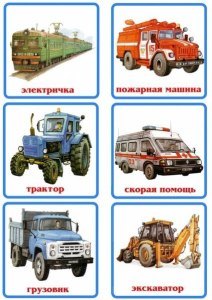 электричка
пожарная машина
трактор
скорая помощь
грузовик
экскаватор